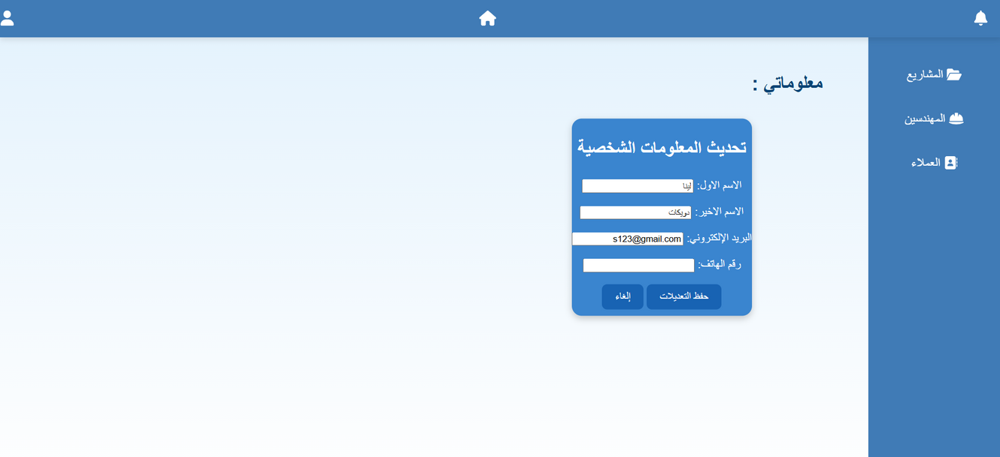 المشاريع
المهندسين
العملاء
معلوماتي :
تحديث المعلومات الشخصية
الاسم الاول: لينا
الاسم الاخير: دويكات
البريد الإلكتروني: s123@gmail.com
رقم الهاتف:
حفظ التعديلات إلغاء